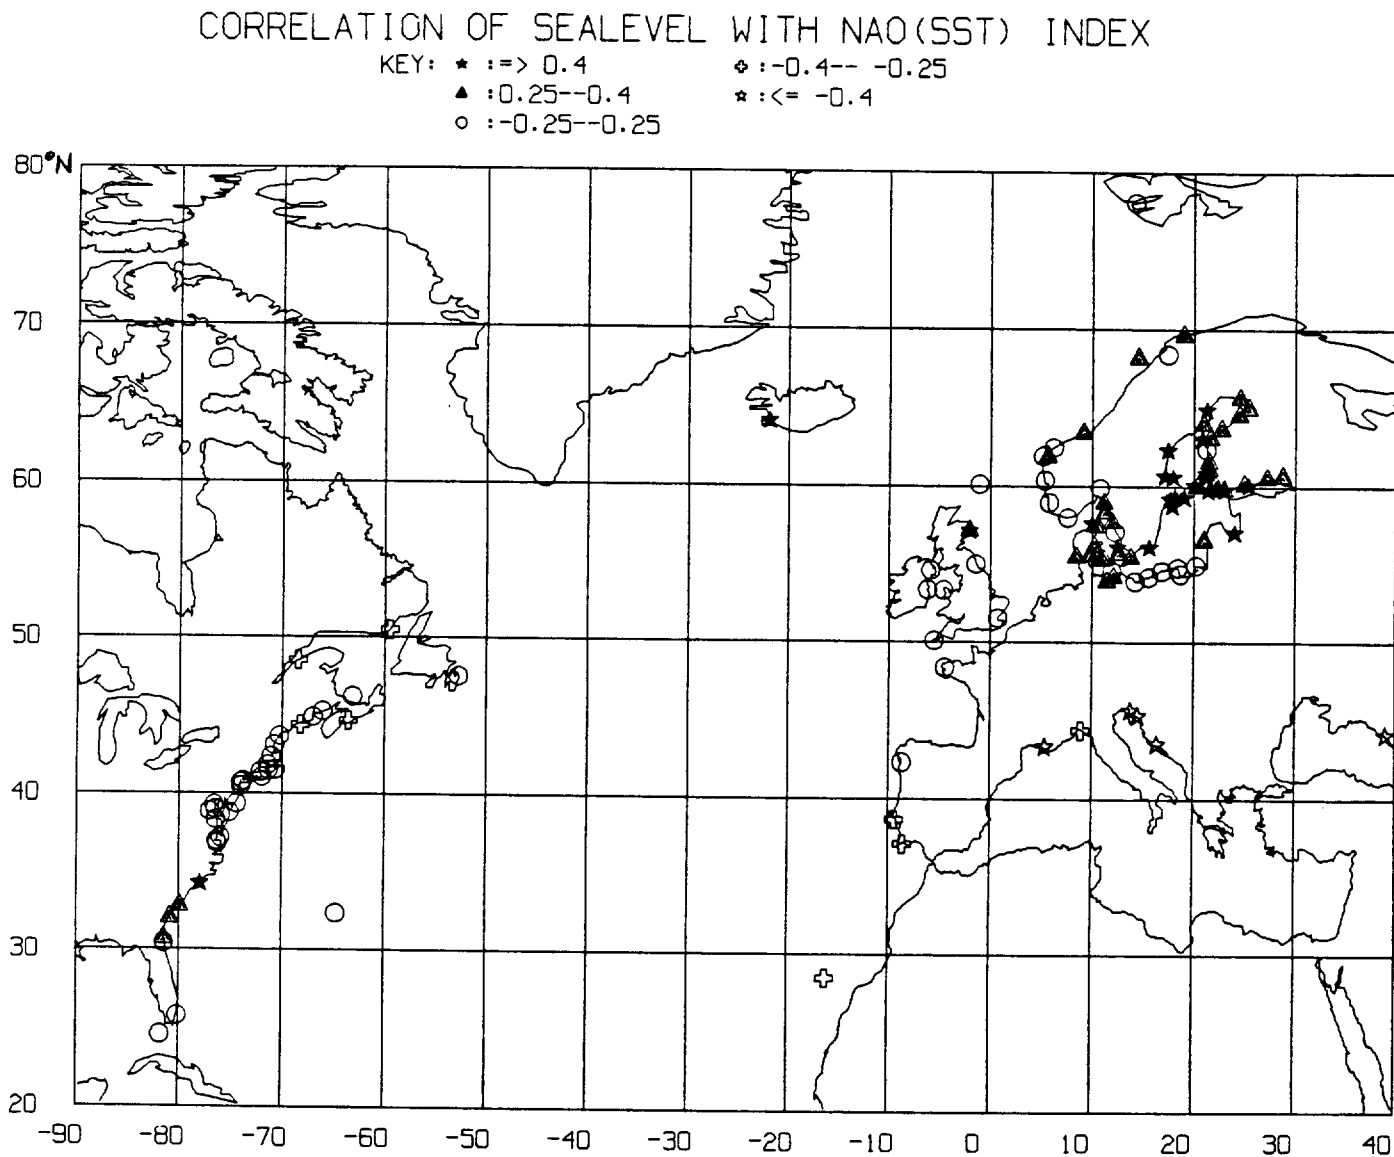 CORRELATION OF SEALEVEL WITH NAO(SST) INDEX
KEY: ★ :=> 0.4
✚ :-0.4-- -0.25
▲ :0.25--0.4
☆ :<= -0.4
○ :-0.25--0.25
80°N
70
60
50
40
30
20
-90 -80 -70 -60 -50 -40 -30 -20 -10 0 10 20 30 40